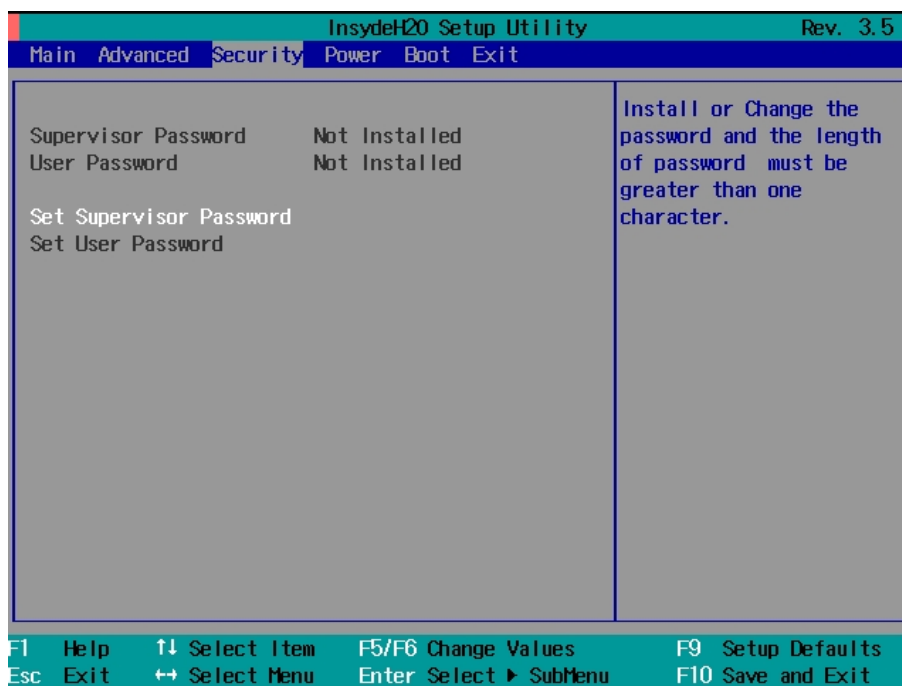 InsydeH20 Setup Utility Rev. 3.5
Main Advanced Security Power Boot Exit
Supervisor Password Not Installed
User Password Not Installed
Set Supervisor Password
Set User Password
Install or Change the
password and the length
of password must be
greater than one
character.
F1 Help ↑↓ Select Item F5/F6 Change Values F9 Setup Defaults
Esc Exit ↔ Select Menu Enter Select ▶ SubMenu F10 Save and Exit